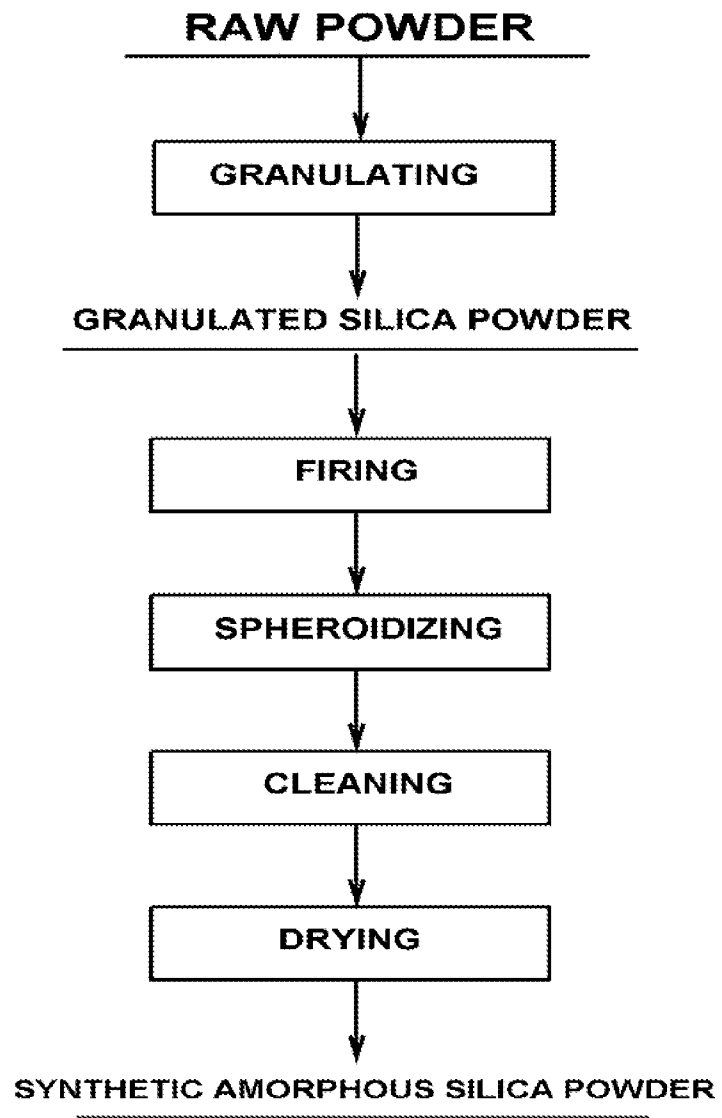 RAW POWDER
GRANULATING
GRANULATED SILICA POWDER
FIRING
SPHEROIDIZING
CLEANING
DRYING
SYNTHETIC AMORPHOUS SILICA POWDER